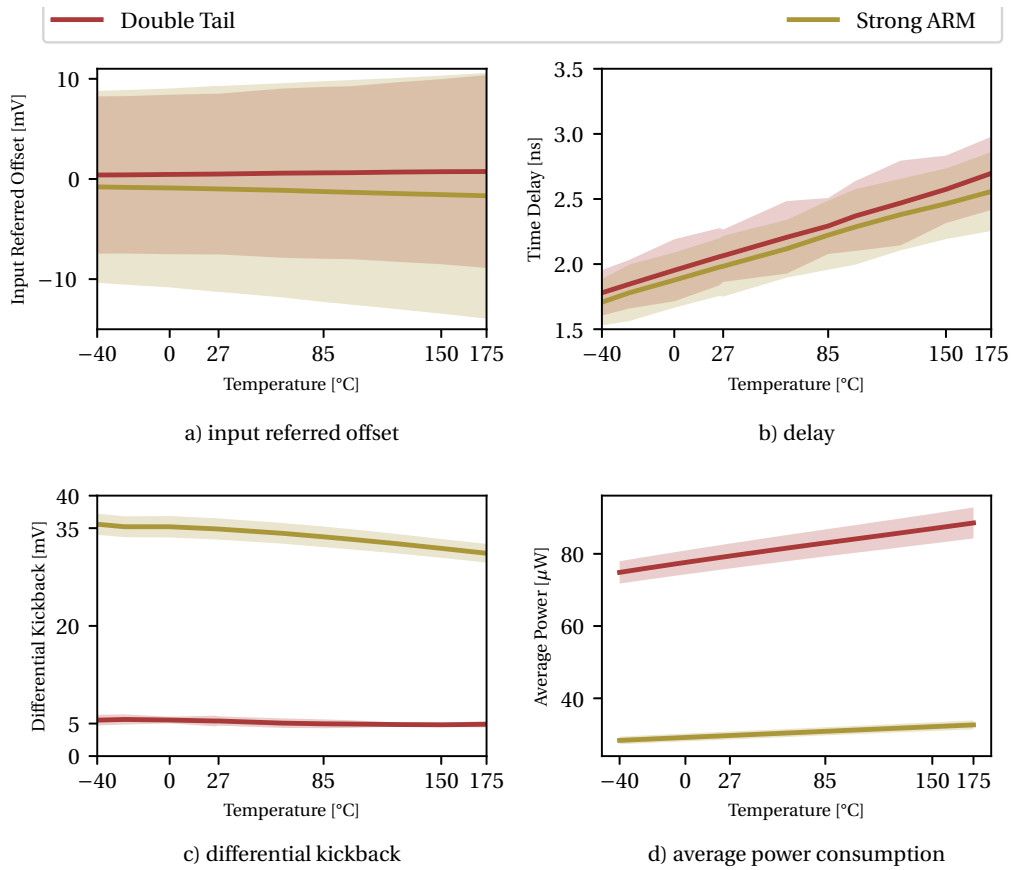 Double Tail
Strong ARM
Input Referred Offset [mV]
10
0
−10
−40 0 27 85 150 175
Temperature [°C]
a) input referred offset
Time Delay [ns]
3.5
3.0
2.5
2.0
1.5
−40 0 27 85 150 175
Temperature [°C]
b) delay
Differential Kickback [mV]
40
35
20
5
0
−40 0 27 85 150 175
Temperature [°C]
c) differential kickback
Average Power [μW]
80
60
40
−40 0 27 85 150 175
Temperature [°C]
d) average power consumption